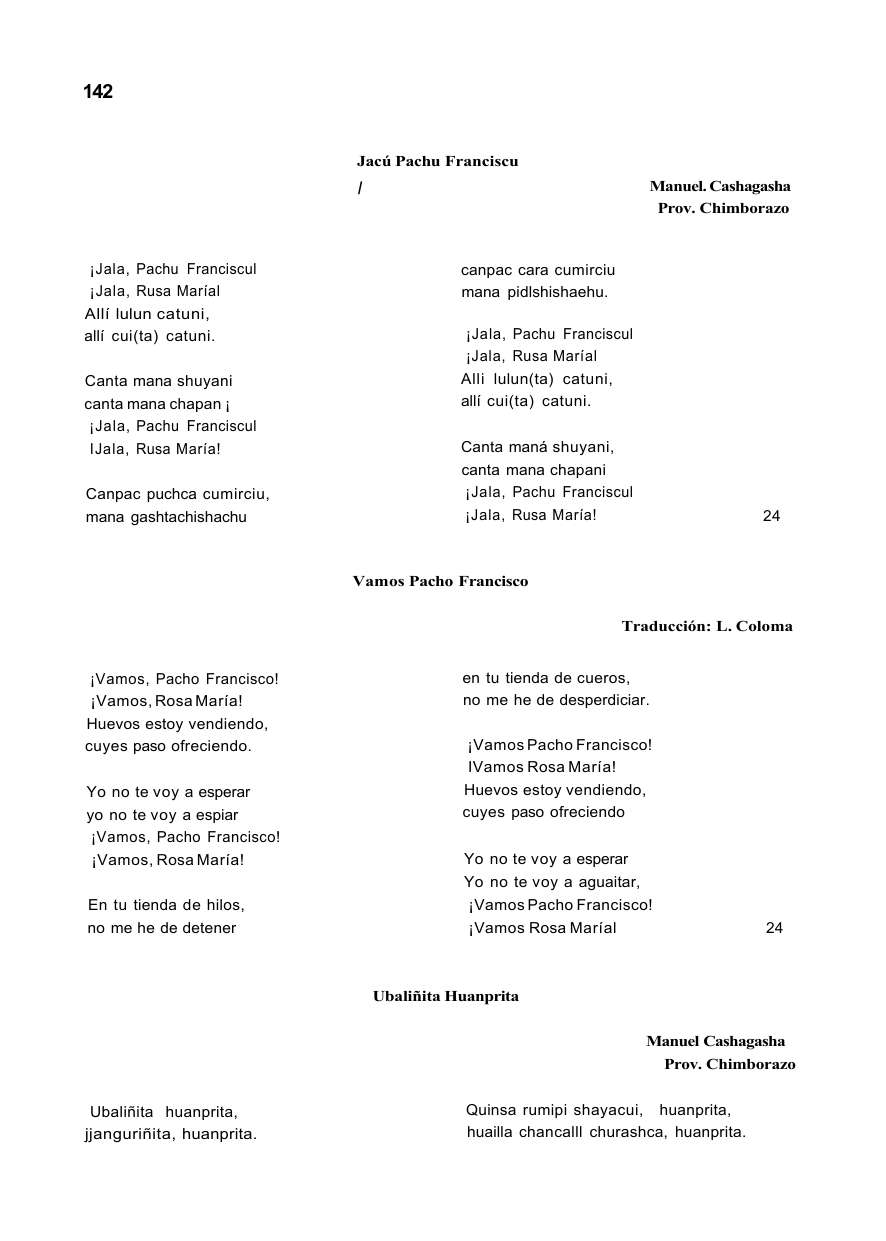 142
Jacú Pachu Franciscu
/
Manuel. Cashagasha
Prov. Chimborazo
¡Jala, Pachu Franciscul
¡Jala, Rusa Maríal
Allí lulun catuni,
allí cui(ta) catuni.
Canta mana shuyani
canta mana chapan ¡
¡Jala, Pachu Franciscul
lJala, Rusa María!
Canpac puchca cumirciu,
mana gashtachishachu
canpac cara cumirciu
mana pidlshishaehu.
¡Jala, Pachu Franciscul
¡Jala, Rusa Maríal
Alli lulun(ta) catuni,
allí cui(ta) catuni.
Canta maná shuyani,
canta mana chapani
¡Jala, Pachu Franciscul
¡Jala, Rusa María!
24
Vamos Pacho Francisco
Traducción: L. Coloma
¡Vamos, Pacho Francisco!
¡Vamos, Rosa María!
Huevos estoy vendiendo,
cuyes paso ofreciendo.
Yo no te voy a esperar
yo no te voy a espiar
¡Vamos, Pacho Francisco!
¡Vamos, Rosa María!
En tu tienda de hilos,
no me he de detener
en tu tienda de cueros,
no me he de desperdiciar.
¡Vamos Pacho Francisco!
lVamos Rosa María!
Huevos estoy vendiendo,
cuyes paso ofreciendo
Yo no te voy a esperar
Yo no te voy a aguaitar,
¡Vamos Pacho Francisco!
¡Vamos Rosa Maríal
24
Ubaliñita Huanprita
Manuel Cashagasha
Prov. Chimborazo
Ubaliñita huanprita,
jjanguriñita, huanprita.
Quinsa rumipi shayacui, huanprita,
huailla chancalll churashca, huanprita.